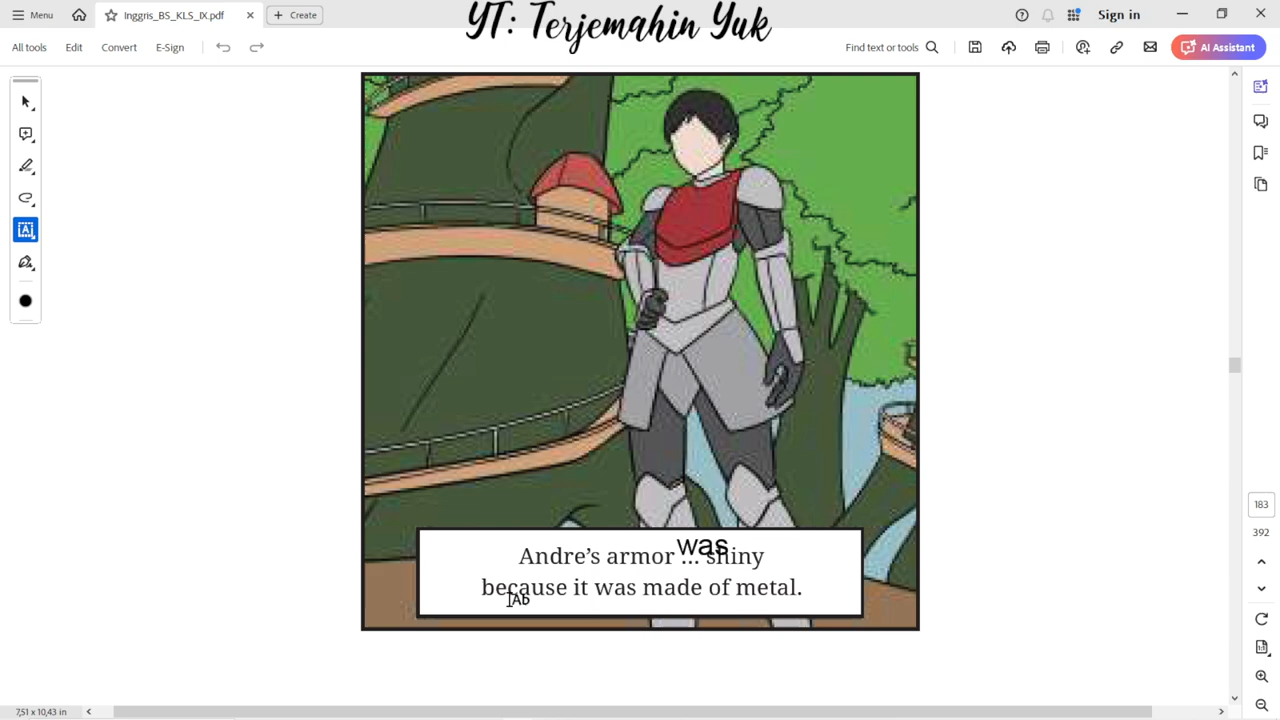 Menu
Inggris_BS_KLS_IX.pdf
Create
YT: Terjemahin Yuk
Sign in
All tools
Edit
Convert
E-Sign
Find text or tools
AI Assistant
was
Andre's armor ... shiny
because it was made of metal.
Ab
183
392
7,51 x 10,43 in